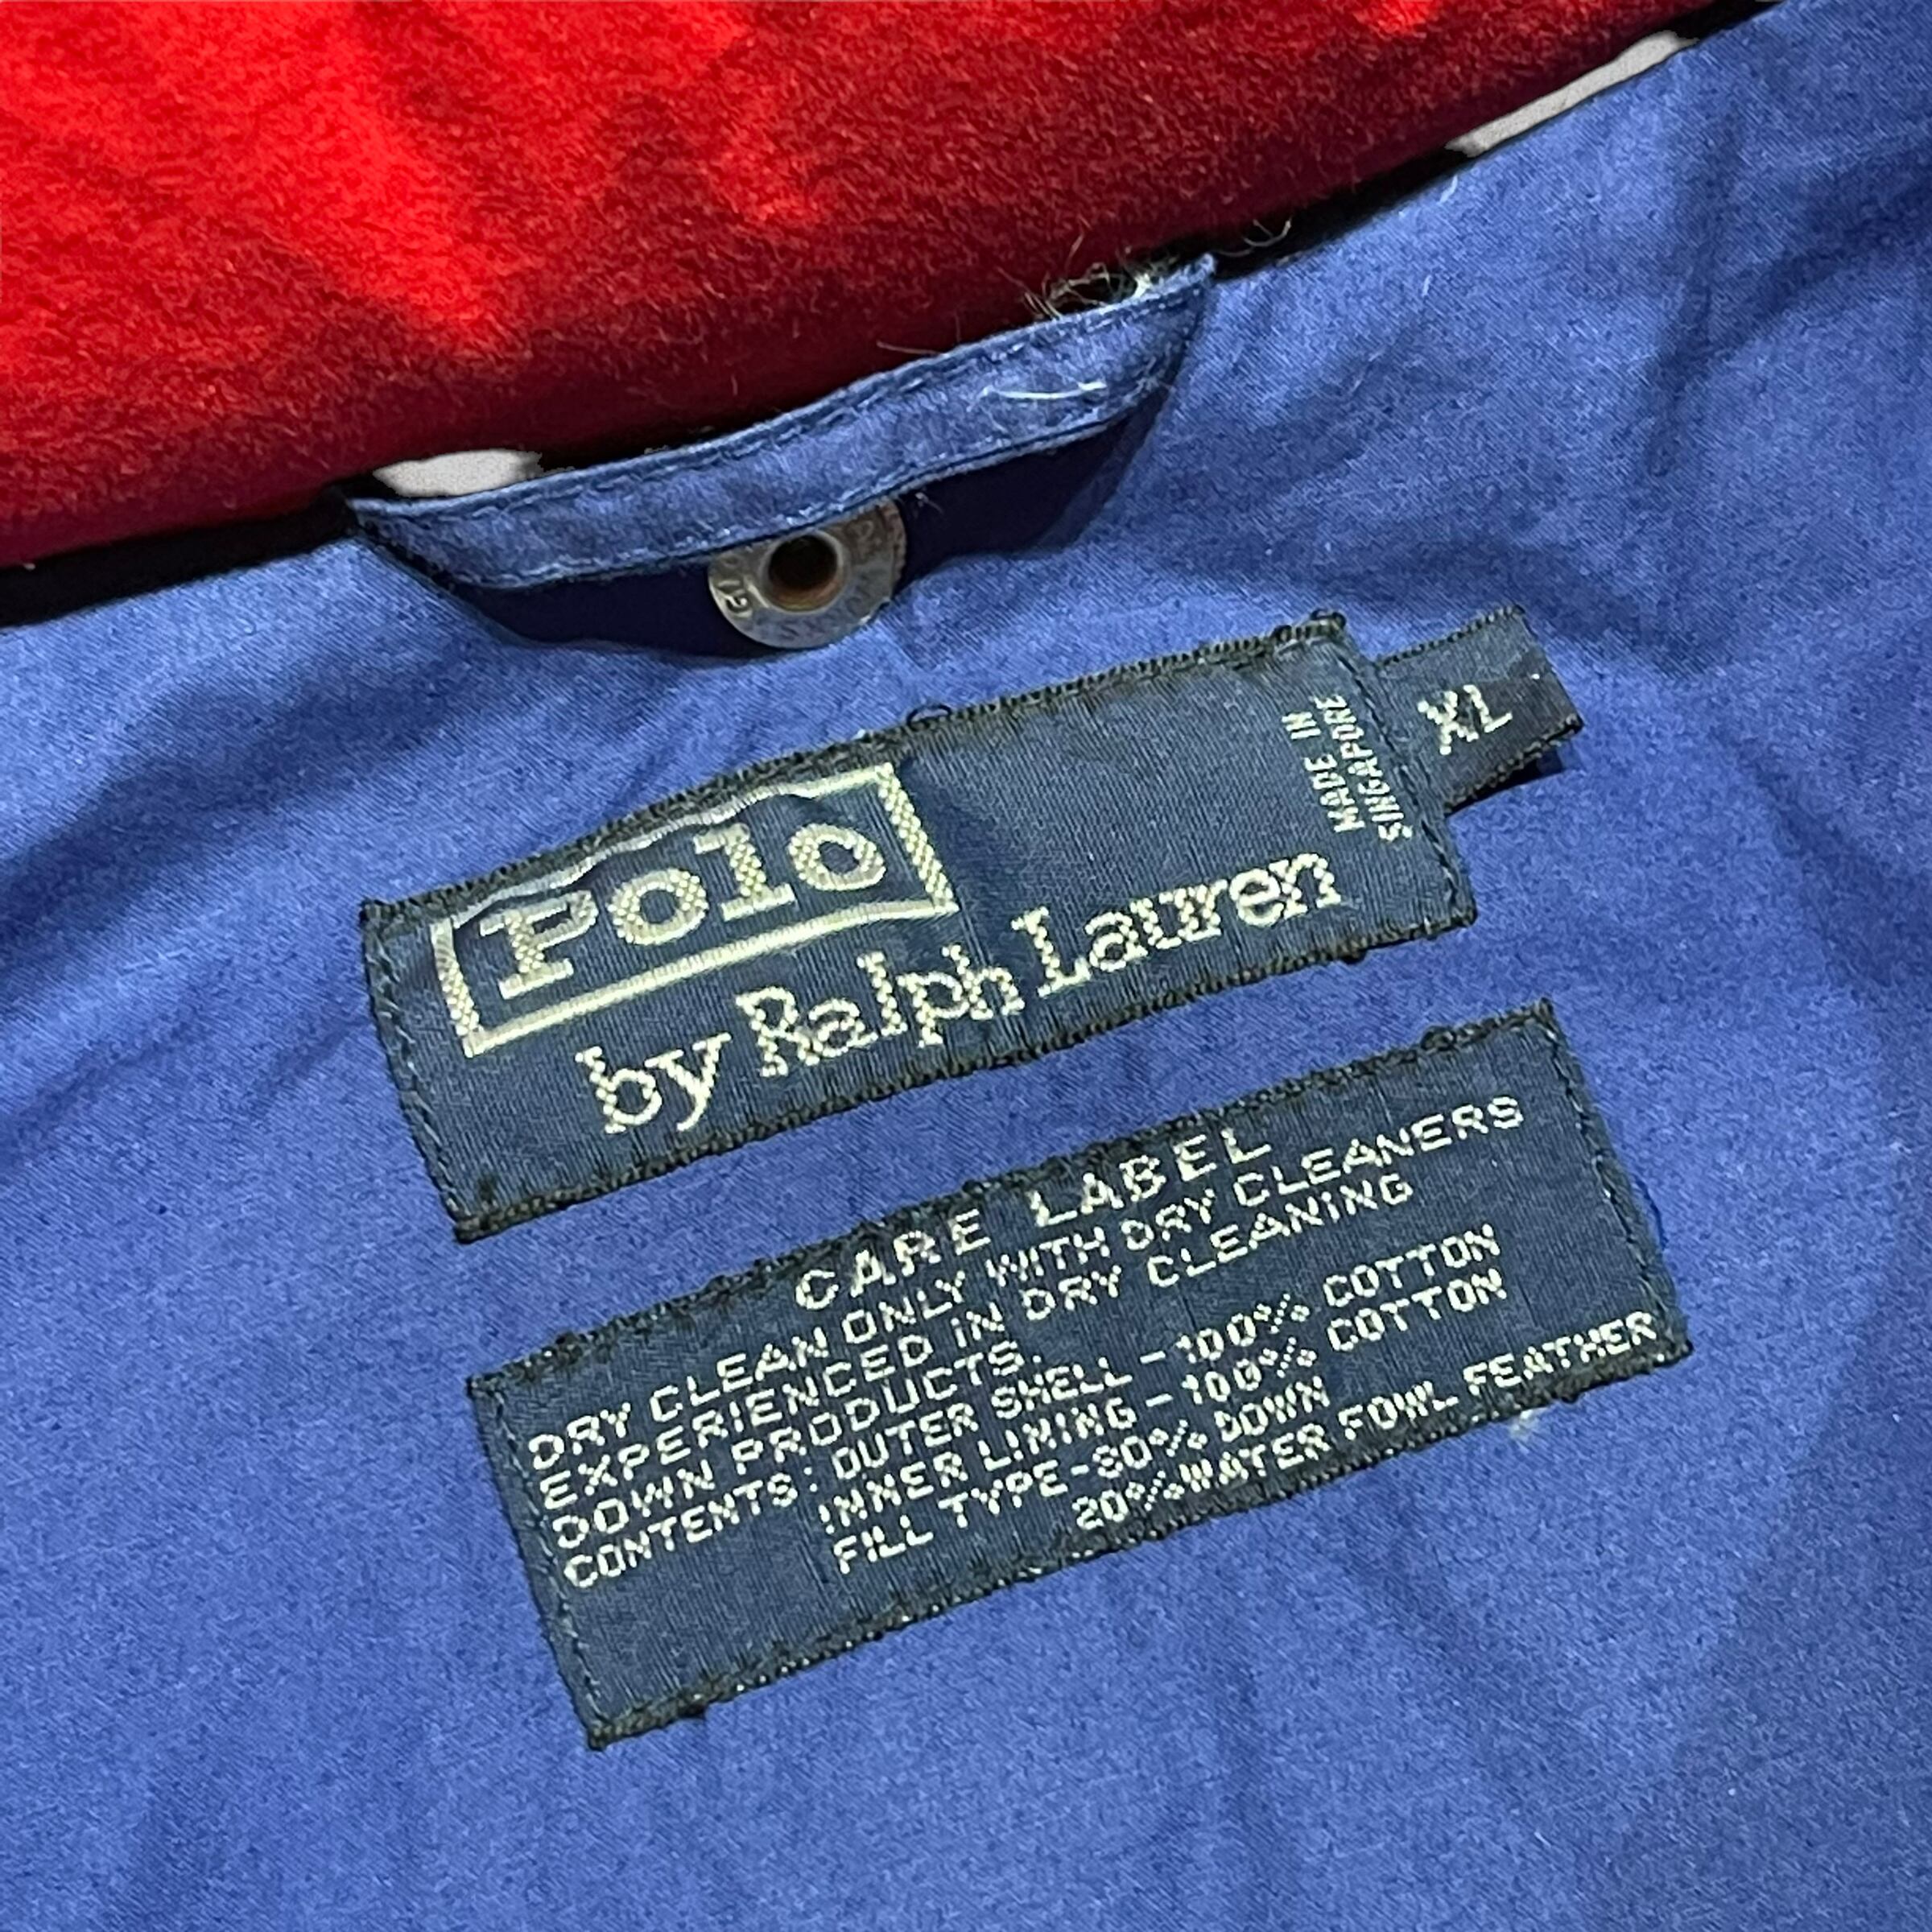 Polo
by Ralph Lauren
MADE IN
SINGAPORE
XL
CARE LABEL
DRY CLEAN ONLY WITH DRY CLEANERS
EXPERIENCED IN DRY CLEANING
DOWN PRODUCTS.
CONTENTS: OUTER SHELL -100% COTTON
INNER LINING -100% COTTON
FILL TYPE-80% DOWN
20% WATER FOWL FEATHER